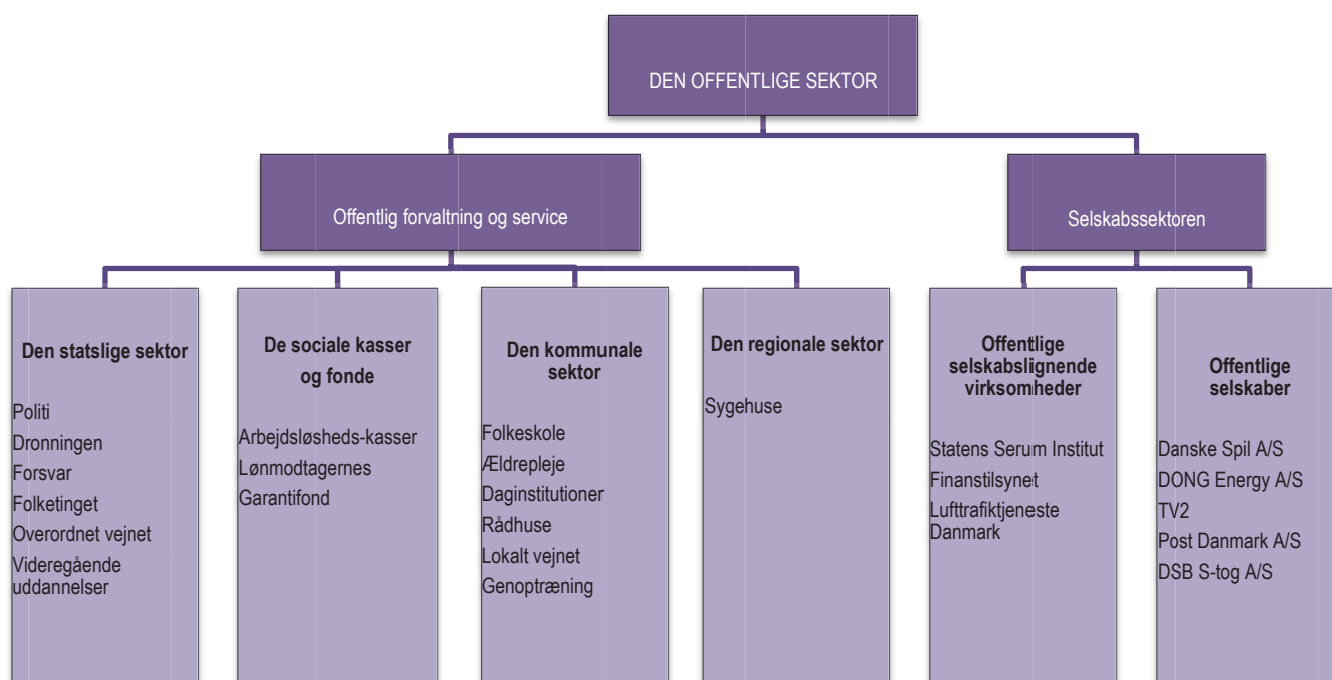 DEN OFFENTLIGE SEKTOR
Offentlig forvaltning og service
Selskabssektoren
Den statslige sektor
Politi
Dronningen
Forsvar
Folketinget
Overordnet vejnet
Videregående
uddannelser
De sociale kasser
og fonde
Arbejdsløsheds-kasser
Lønmodtagernes
Garantifond
Den kommunale
sektor
Folkeskole
Ældrepleje
Daginstitutioner
Rådhuse
Lokalt vejnet
Genoptræning
Den regionale sektor
Sygehuse
Offentlige
selskabslignende
virksomheder
Statens Serum Institut
Finanstilsynet
Lufttrafiktjeneste
Danmark
Offentlige
selskaber
Danske Spil A/S
DONG Energy A/S
TV2
Post Danmark A/S
DSB S-tog A/S